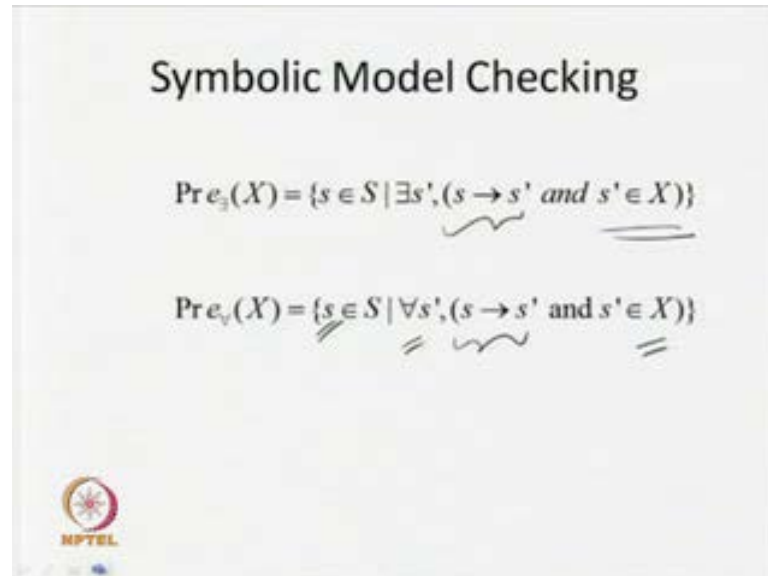 Symbolic Model Checking
Pre∃(X) = {s ∈ S | ∃s',(s → s' and s' ∈ X)}
Pre∀(X) = {s ∈ S | ∀s',(s → s' and s' ∈ X)}
NPTEL